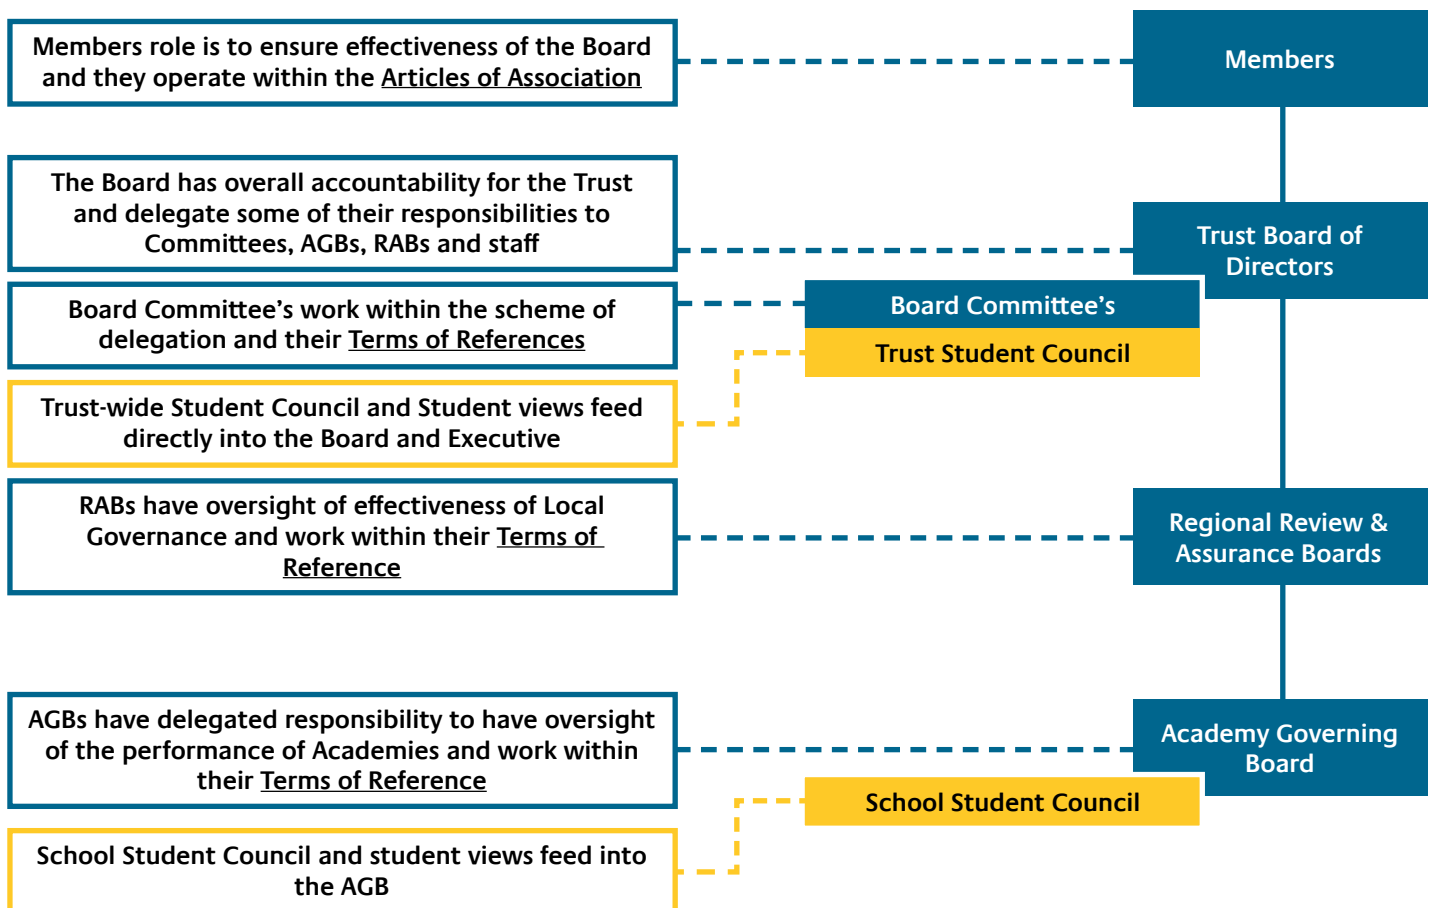 Members role is to ensure effectiveness of the Board
and they operate within the Articles of Association
Members
The Board has overall accountability for the Trust
and delegate some of their responsibilities to
Committees, AGBs, RABs and staff
Trust Board of
Directors
Board Committee's work within the scheme of
delegation and their Terms of References
Board Committee’s
Trust Student Council
Trust-wide Student Council and Student views feed
directly into the Board and Executive
RABs have oversight of effectiveness of Local
Governance and work within their Terms of
Reference
Regional Review &
Assurance Boards
AGBs have delegated responsibility to have oversight
of the performance of Academies and work within
their Terms of Reference
Academy Governing
Board
School Student Council
School Student Council and student views feed into
the AGB